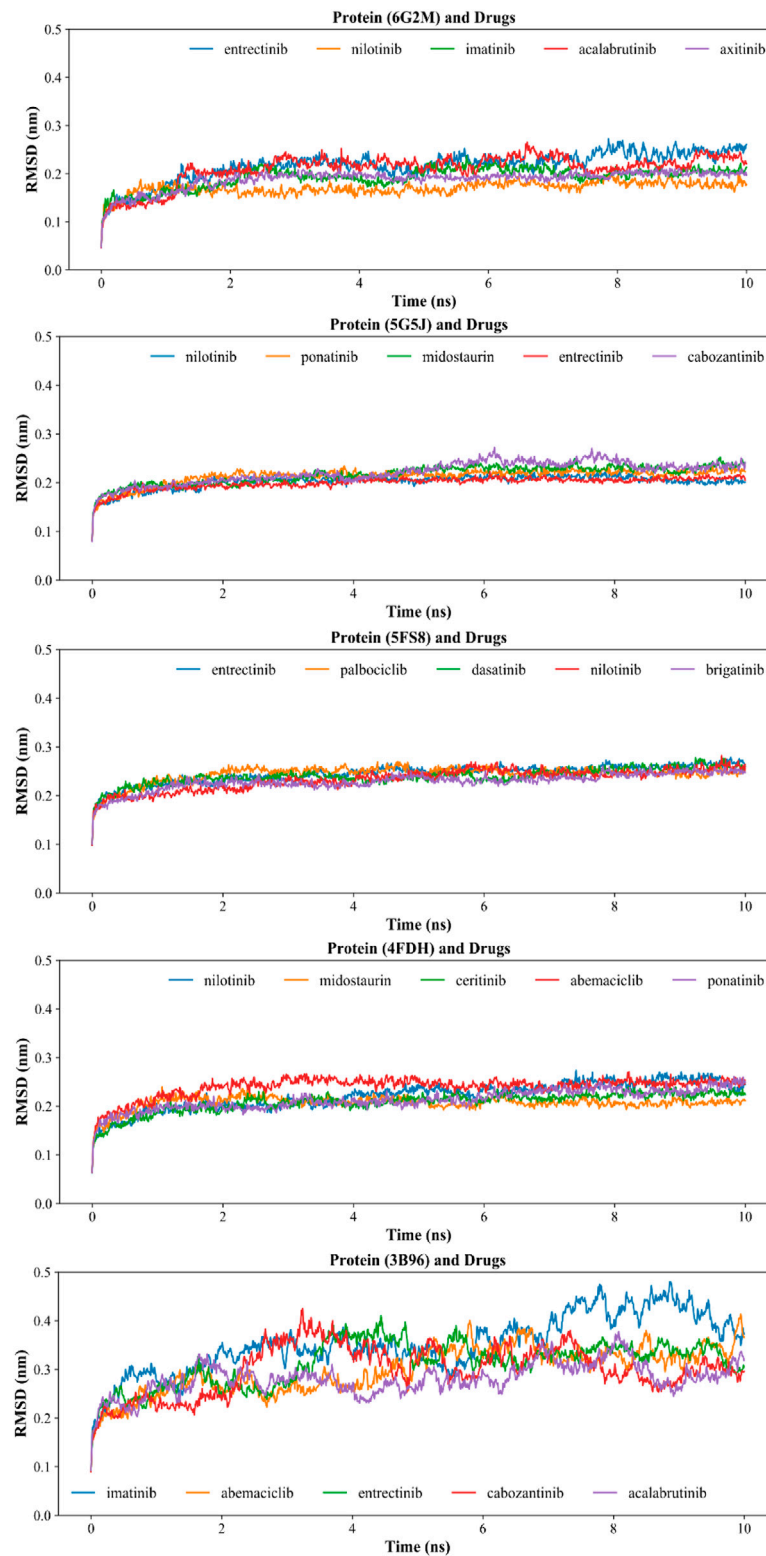 Protein (6G2M) and Drugs
entrectinib nilotinib imatinib acalabrutinib axitinib
RMSD (nm)
0.5
0.4
0.3
0.2
0.1
0.0
0 2 4 6 8 10
Time (ns)
Protein (5G5J) and Drugs
nilotinib ponatinib midostaurin entrectinib cabozantinib
RMSD (nm)
0.5
0.4
0.3
0.2
0.1
0.0
0 2 4 6 8 10
Time (ns)
Protein (5FS8) and Drugs
entrectinib palbociclib dasatinib nilotinib brigatinib
RMSD (nm)
0.5
0.4
0.3
0.2
0.1
0.0
0 2 4 6 8 10
Time (ns)
Protein (4FDH) and Drugs
nilotinib midostaurin ceritinib abemaciclib ponatinib
RMSD (nm)
0.5
0.4
0.3
0.2
0.1
0.0
0 2 4 6 8 10
Time (ns)
Protein (3B96) and Drugs
RMSD (nm)
0.5
0.4
0.3
0.2
0.1
0.0
imatinib abemaciclib entrectinib cabozantinib acalabrutinib
0 2 4 6 8 10
Time (ns)